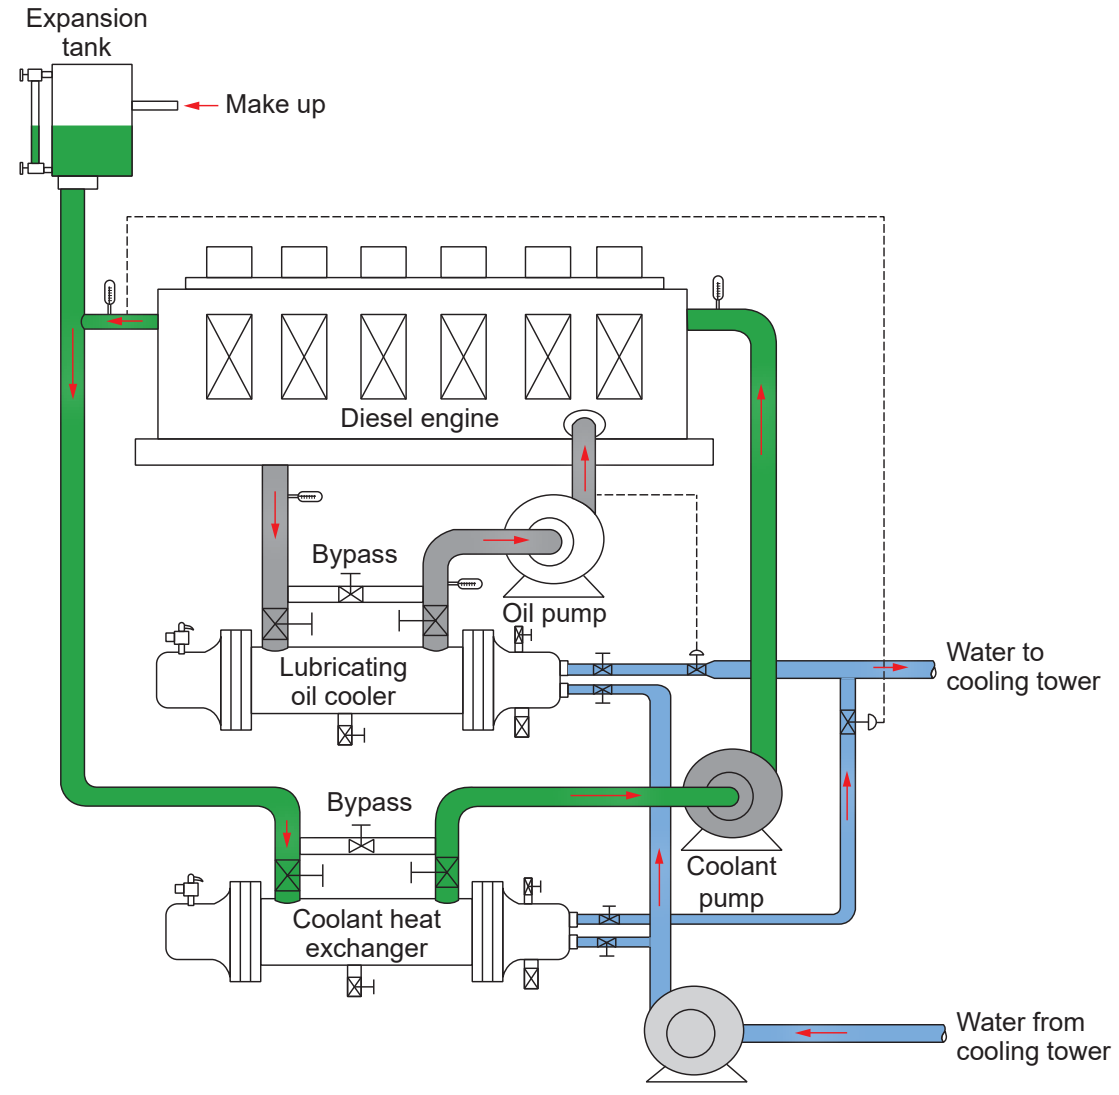 Expansion
tank
Make up
Diesel engine
Bypass
Oil pump
Lubricating
oil cooler
Water to
cooling tower
Bypass
Coolant
pump
Coolant heat
exchanger
Water from
cooling tower